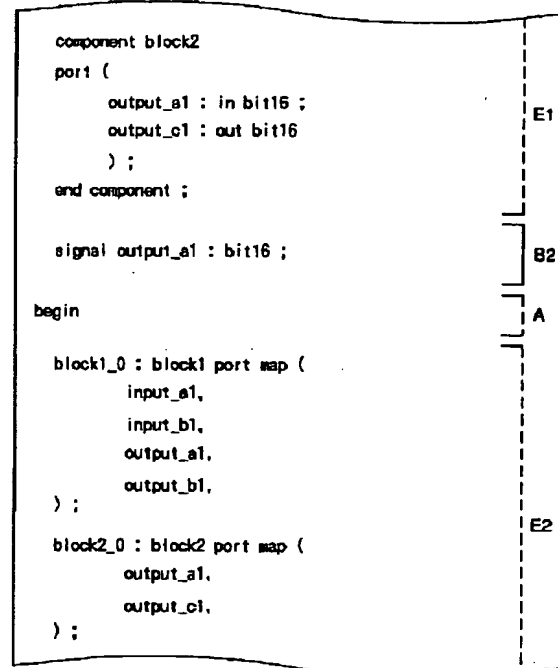 component block2
port (
output_a1 : in bit16 ;
output_c1 : out bit16
) ;
end component ;
E1
signal output_a1 : bit16 ;
B2
begin
A
block1_0 : block1 port map (
input_a1,
input_b1,
output_a1,
output_b1,
) ;
E2
block2_0 : block2 port map (
output_a1,
output_c1,
) ;